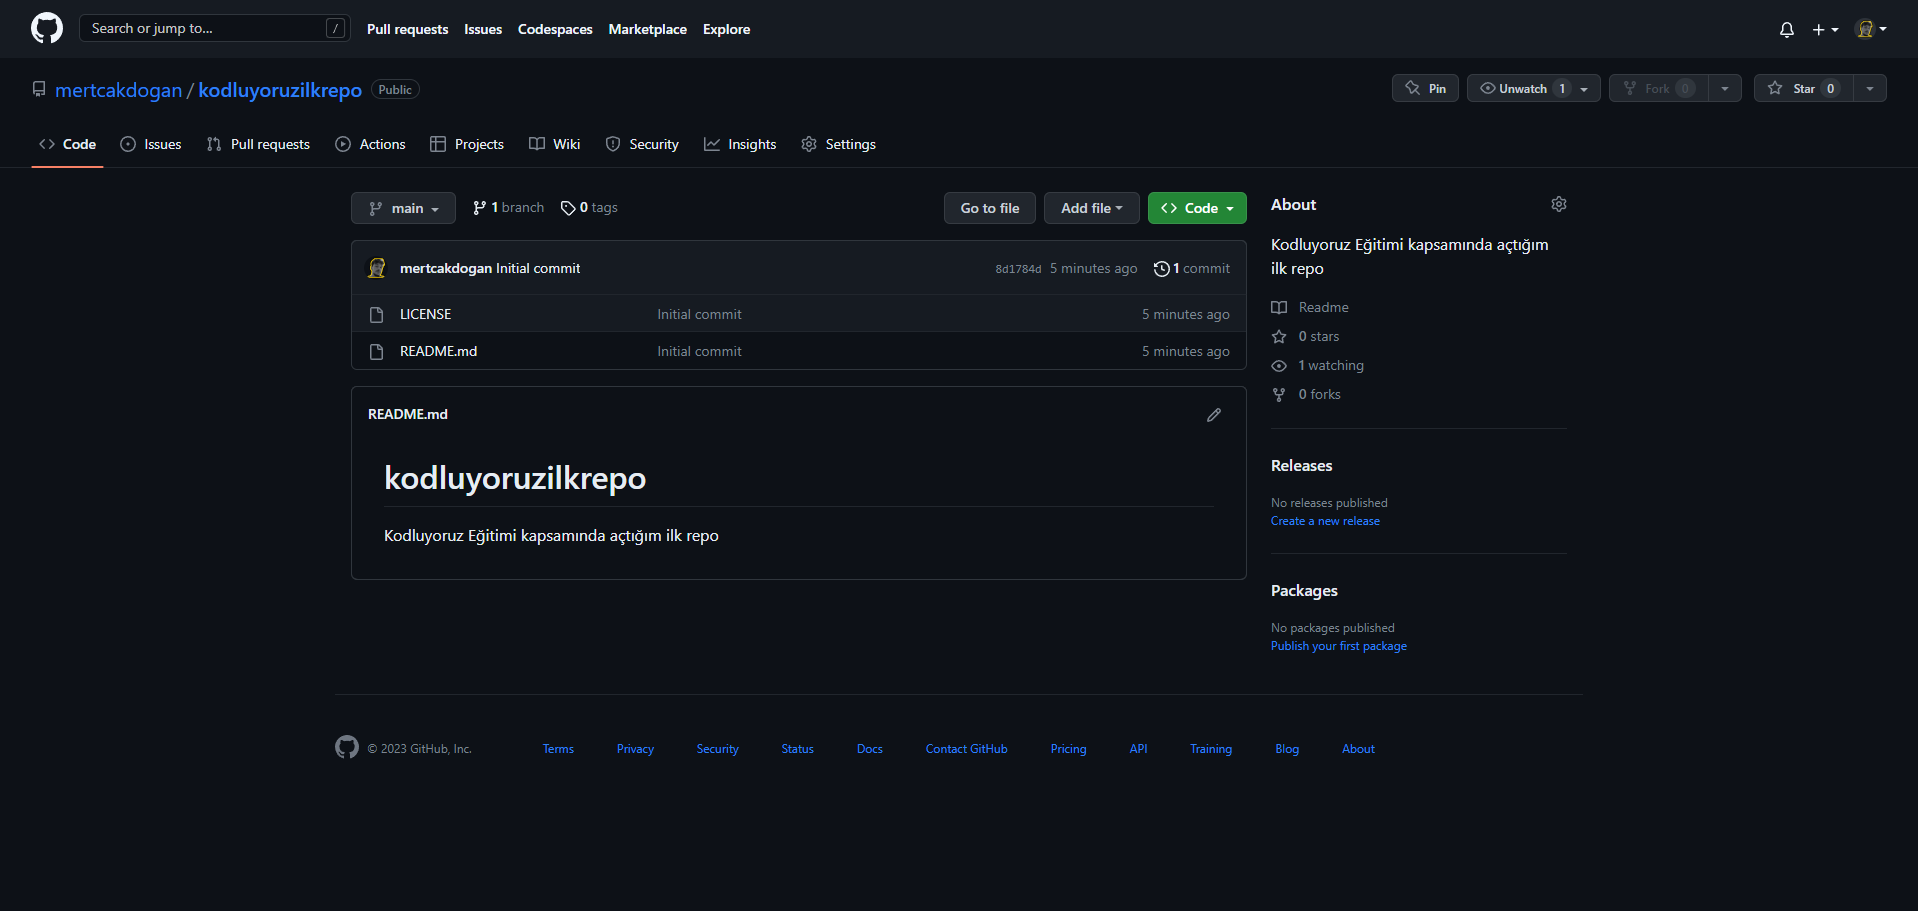 Search or jump to... /
Pull requests Issues Codespaces Marketplace Explore
mertcakdogan / kodluyoruzilkrepo Public
Pin Unwatch 1 Fork 0 Star 0
Code Issues Pull requests Actions Projects Wiki Security Insights Settings
main 1 branch 0 tags Go to file Add file Code
mertcakdogan Initial commit 8d1784d 5 minutes ago 1 commit
LICENSE Initial commit 5 minutes ago
README.md Initial commit 5 minutes ago
README.md
kodluyoruzilkrepo
Kodluyoruz Eğitimi kapsamında açtığım ilk repo
About
Kodluyoruz Eğitimi kapsamında açtığım
ilk repo
Readme
0 stars
1 watching
0 forks
Releases
No releases published
Create a new release
Packages
No packages published
Publish your first package
© 2023 GitHub, Inc. Terms Privacy Security Status Docs Contact GitHub Pricing API Training Blog About